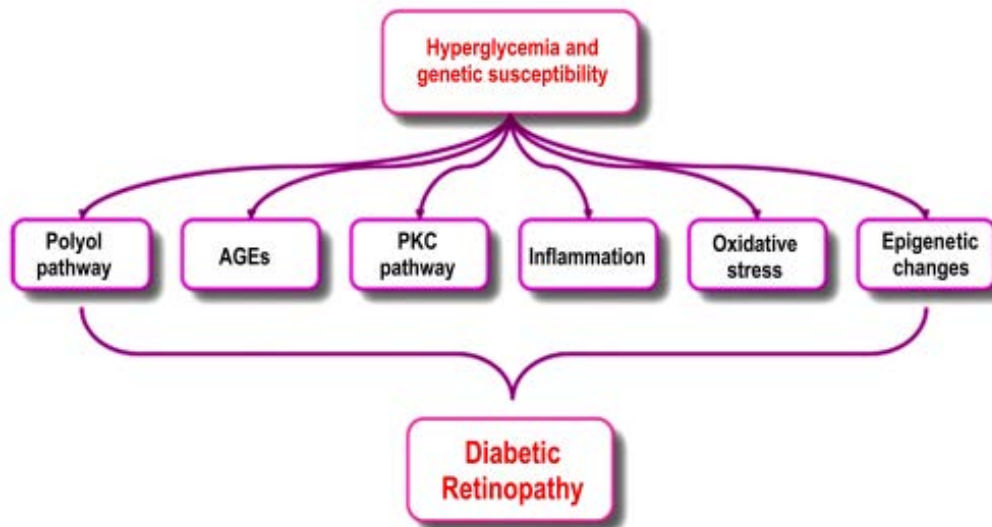 Hyperglycemia and
genetic susceptibility
Polyol
pathway
AGEs
PKC
pathway
Inflammation
Oxidative
stress
Epigenetic
changes
Diabetic
Retinopathy